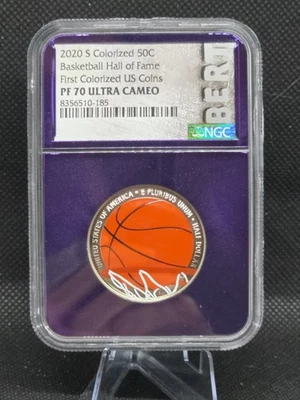 2020 S Colorized 50C
Basketball Hall of Fame
First Colorized US Coins
PF 70 ULTRA CAMEO
8356510-185
BERT
NGC
UNITED STATES OF AMERICA • E PLURIBUS UNUM • HALF DOLLAR